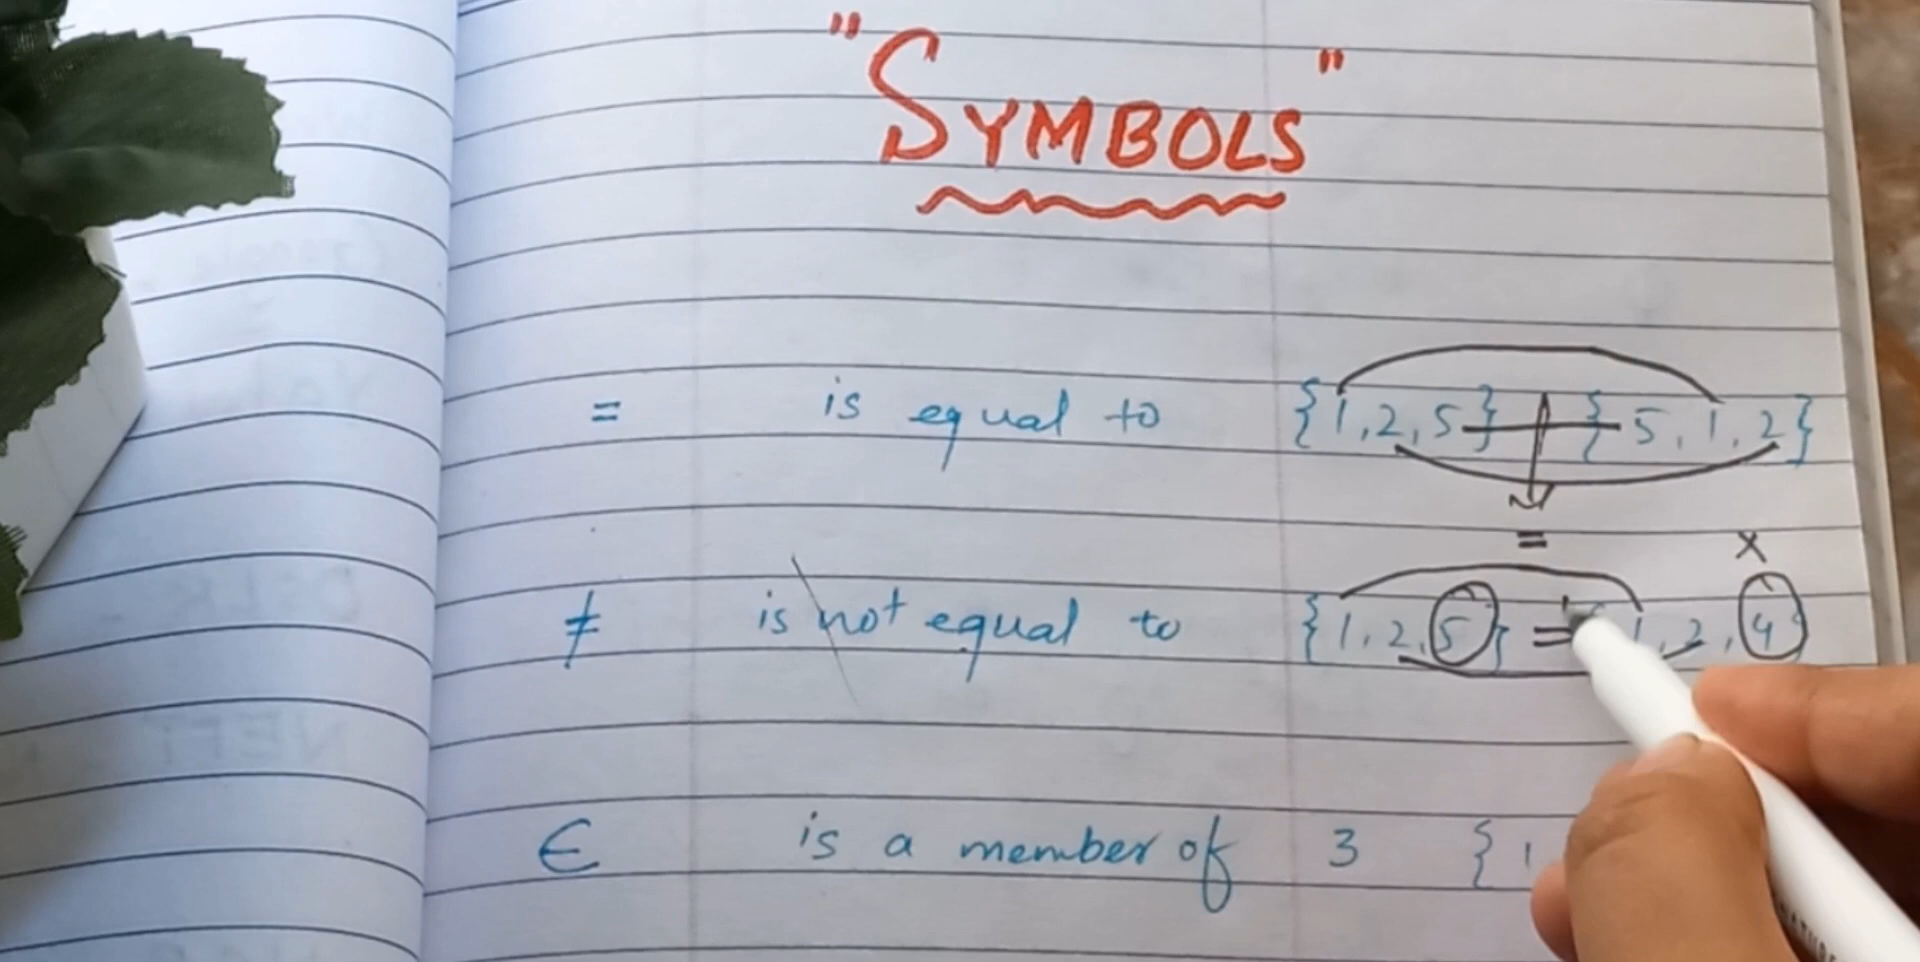 "SYMBOLS"
= is equal to {1,2,5} {5,1,2}
= x
≠ is not equal to {1,2,5} = 1,2,4
∈ is a member of 3 {1